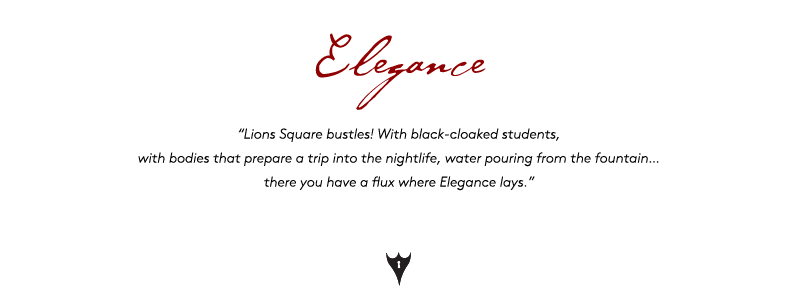 Elegance
“Lions Square bustles! With black-cloaked students,
with bodies that prepare a trip into the nightlife, water pouring from the fountain...
there you have a flux where Elegance lays.”